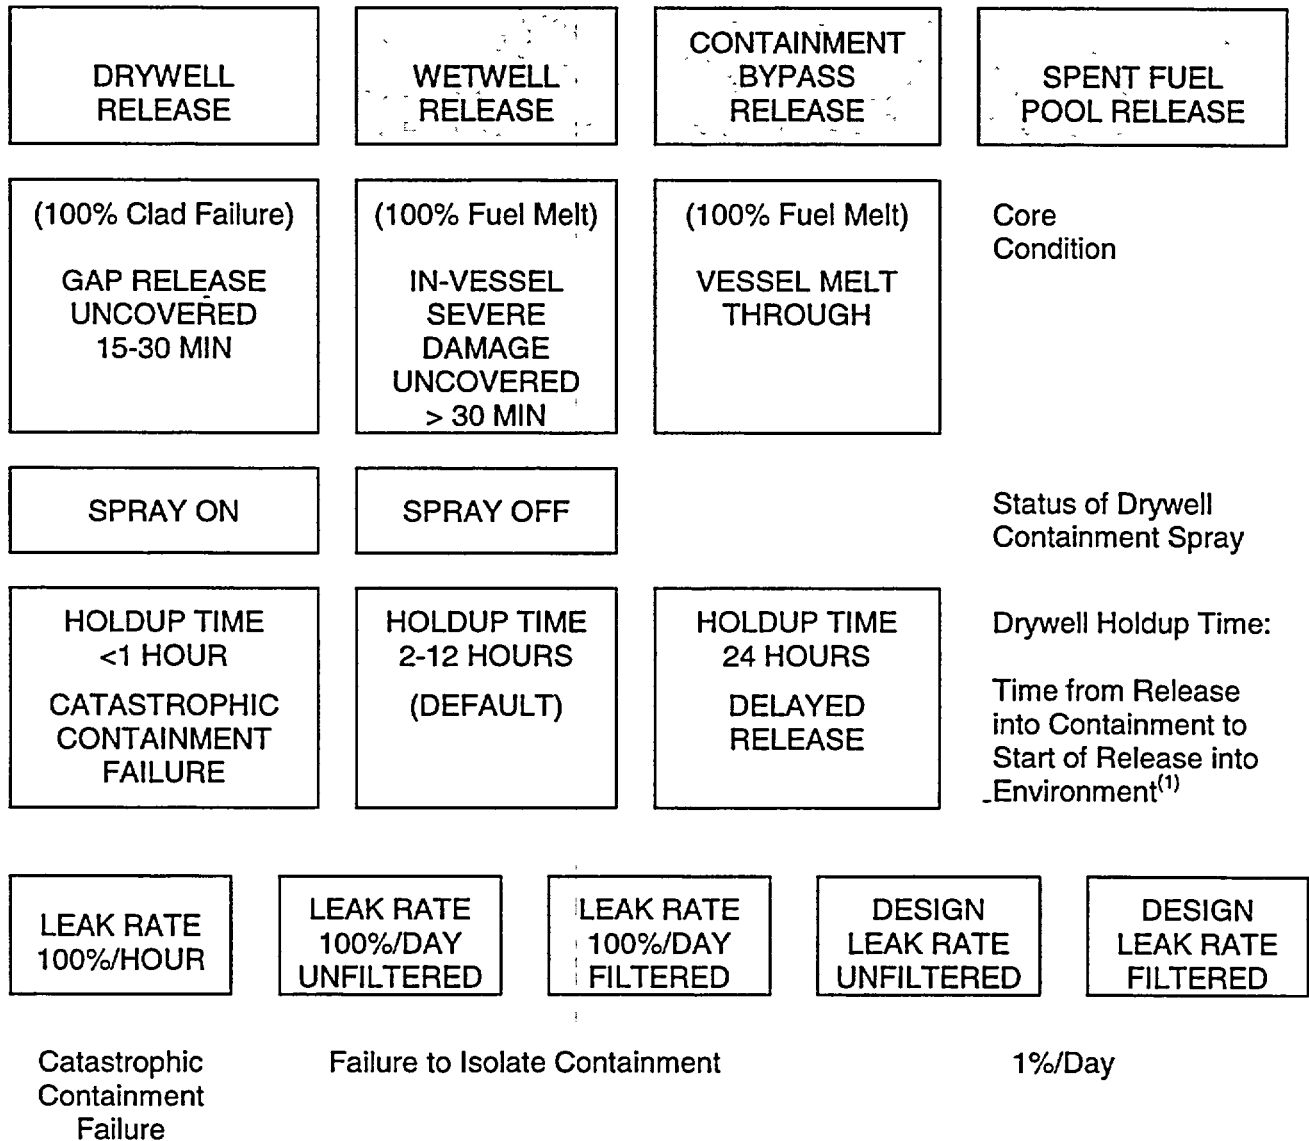 DRYWELL
RELEASE
WETWELL
RELEASE
CONTAINMENT
BYPASS
RELEASE
SPENT FUEL
POOL RELEASE
(100% Clad Failure)
GAP RELEASE
UNCOVERED
15-30 MIN
(100% Fuel Melt)
IN-VESSEL
SEVERE
DAMAGE
UNCOVERED
> 30 MIN
(100% Fuel Melt)
VESSEL MELT
THROUGH
Core
Condition
SPRAY ON
SPRAY OFF
Status of Drywell
Containment Spray
HOLDUP TIME
<1 HOUR
CATASTROPHIC
CONTAINMENT
FAILURE
HOLDUP TIME
2-12 HOURS
(DEFAULT)
HOLDUP TIME
24 HOURS
DELAYED
RELEASE
Drywell Holdup Time:
Time from Release
into Containment to
Start of Release into
Environment(1)
LEAK RATE
100%/HOUR
LEAK RATE
100%/DAY
UNFILTERED
LEAK RATE
100%/DAY
FILTERED
DESIGN
LEAK RATE
UNFILTERED
DESIGN
LEAK RATE
FILTERED
Catastrophic
Containment
Failure
Failure to Isolate Containment
1%/Day